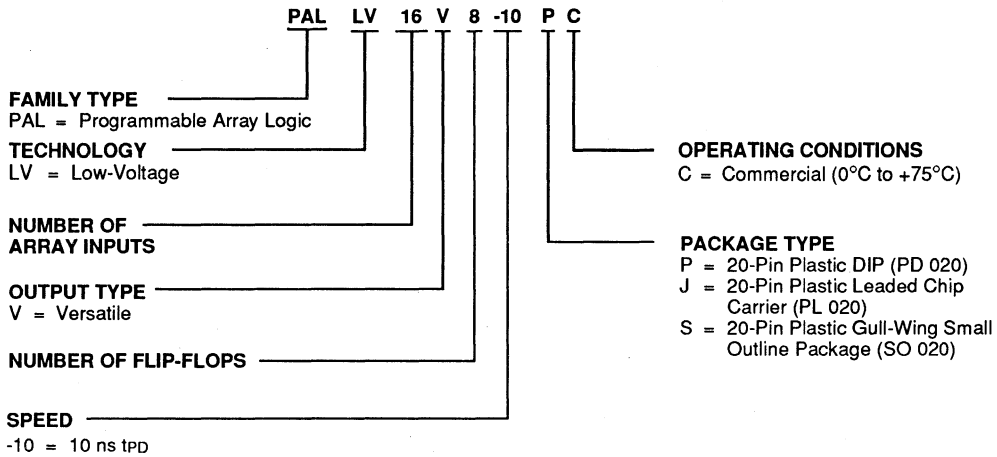 PAL LV 16 V 8 -10 P C
FAMILY TYPE
PAL = Programmable Array Logic
TECHNOLOGY
LV = Low-Voltage
NUMBER OF
ARRAY INPUTS
OUTPUT TYPE
V = Versatile
NUMBER OF FLIP-FLOPS
SPEED
-10 = 10 ns tPD
OPERATING CONDITIONS
C = Commercial (0°C to +75°C)
PACKAGE TYPE
P = 20-Pin Plastic DIP (PD 020)
J = 20-Pin Plastic Leaded Chip
Carrier (PL 020)
S = 20-Pin Plastic Gull-Wing Small
Outline Package (SO 020)